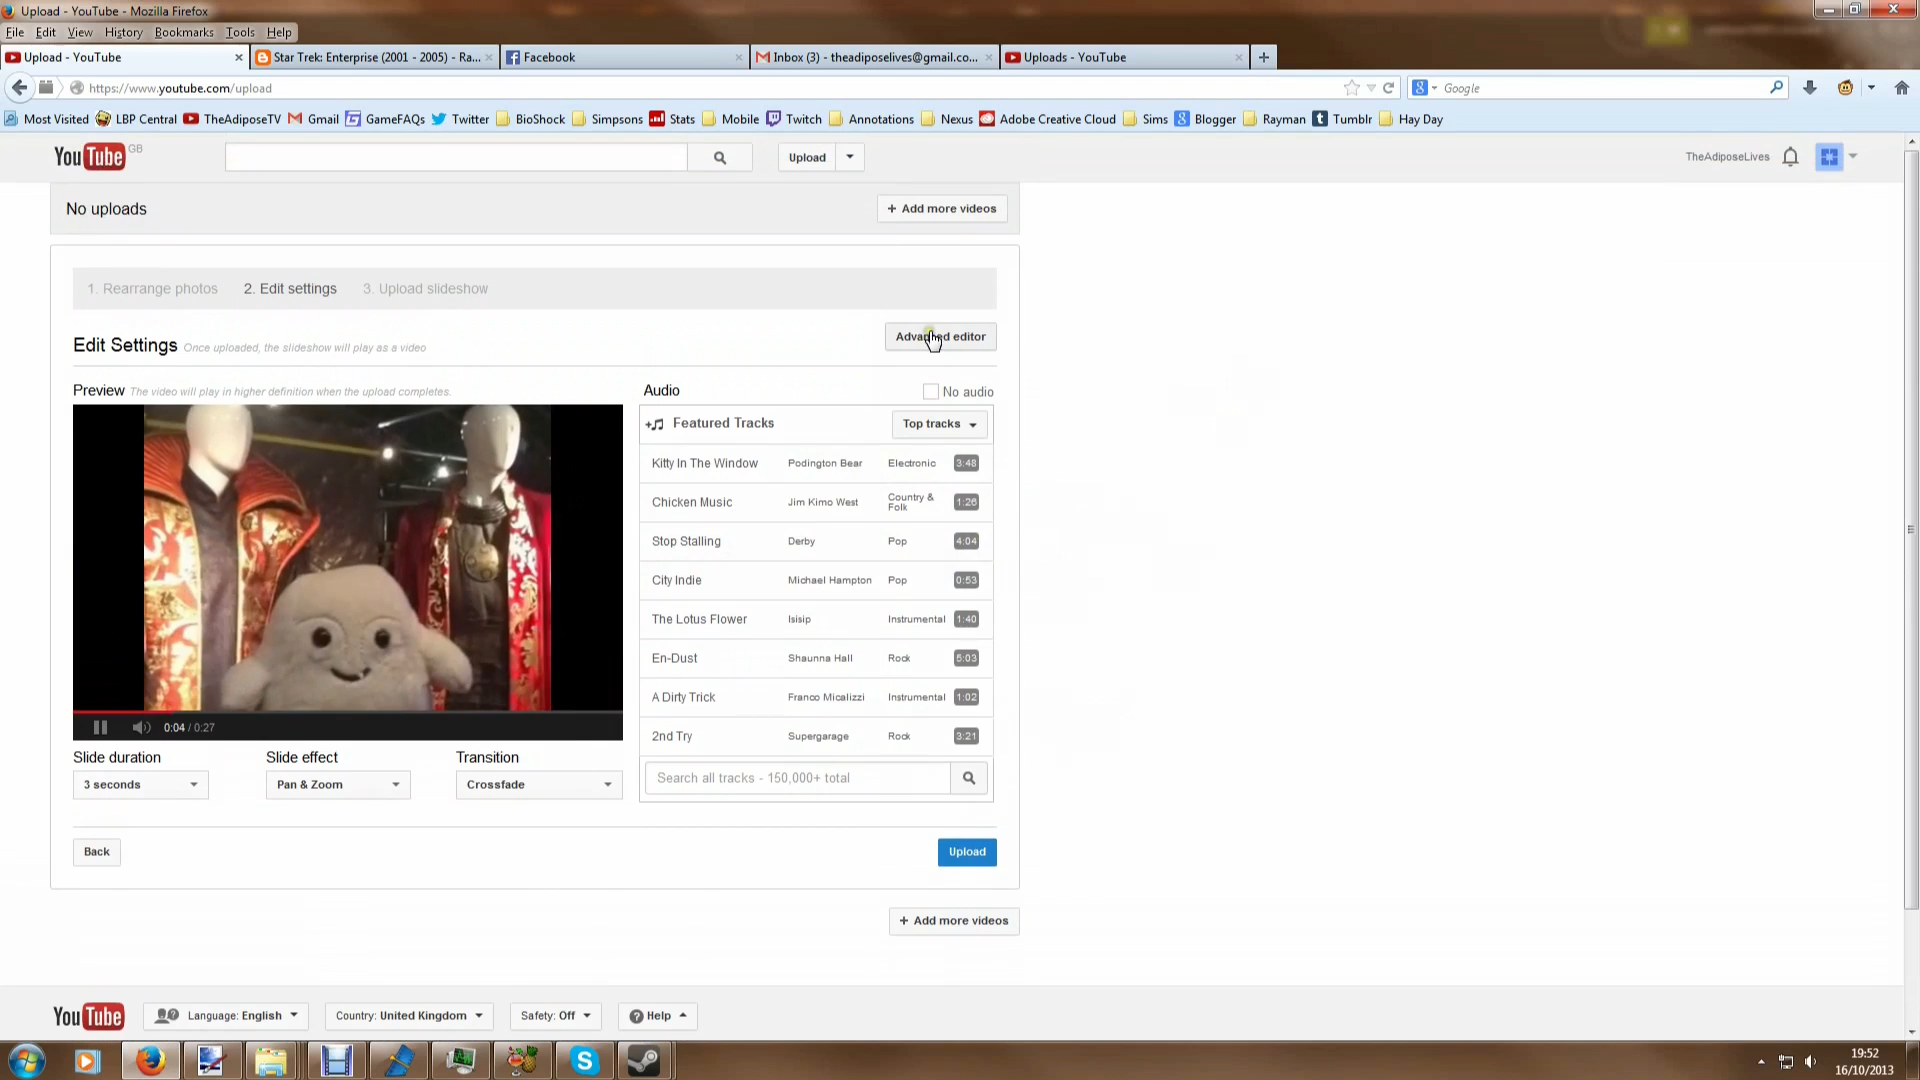 Upload - YouTube - Mozilla Firefox
File Edit View History Bookmarks Tools Help
Upload - YouTube
Star Trek: Enterprise (2001 - 2005) - Ra...
Facebook
Inbox (3) - theadiposelives@gmail.co...
Uploads - YouTube
https://www.youtube.com/upload
Google
Most Visited LBP Central TheAdiposeTV Gmail GameFAQs Twitter BioShock Simpsons Stats Mobile Twitch Annotations Nexus Adobe Creative Cloud Sims Blogger Rayman Tumblr Hay Day
YouTube GB
Upload
TheAdiposeLives
No uploads
+ Add more videos
1. Rearrange photos 2. Edit settings 3. Upload slideshow
Edit Settings Once uploaded, the slideshow will play as a video
Advanced editor
Preview The video will play in higher definition when the upload completes.
Audio
No audio
Featured Tracks
Top tracks
Kitty In The Window Podington Bear Electronic 3:48
Chicken Music Jim Kimo West Country & Folk 1:26
Stop Stalling Derby Pop 4:04
City Indie Michael Hampton Pop 0:53
The Lotus Flower Isisip Instrumental 1:40
En-Dust Shaunna Hall Rock 5:03
A Dirty Trick Franco Micalizzi Instrumental 1:02
2nd Try Supergarage Rock 3:21
Search all tracks - 150,000+ total
0:04 / 0:27
Slide duration Slide effect Transition
3 seconds Pan & Zoom Crossfade
Back
Upload
+ Add more videos
YouTube
Language: English
Country: United Kingdom
Safety: Off
Help
19:52
16/10/2013